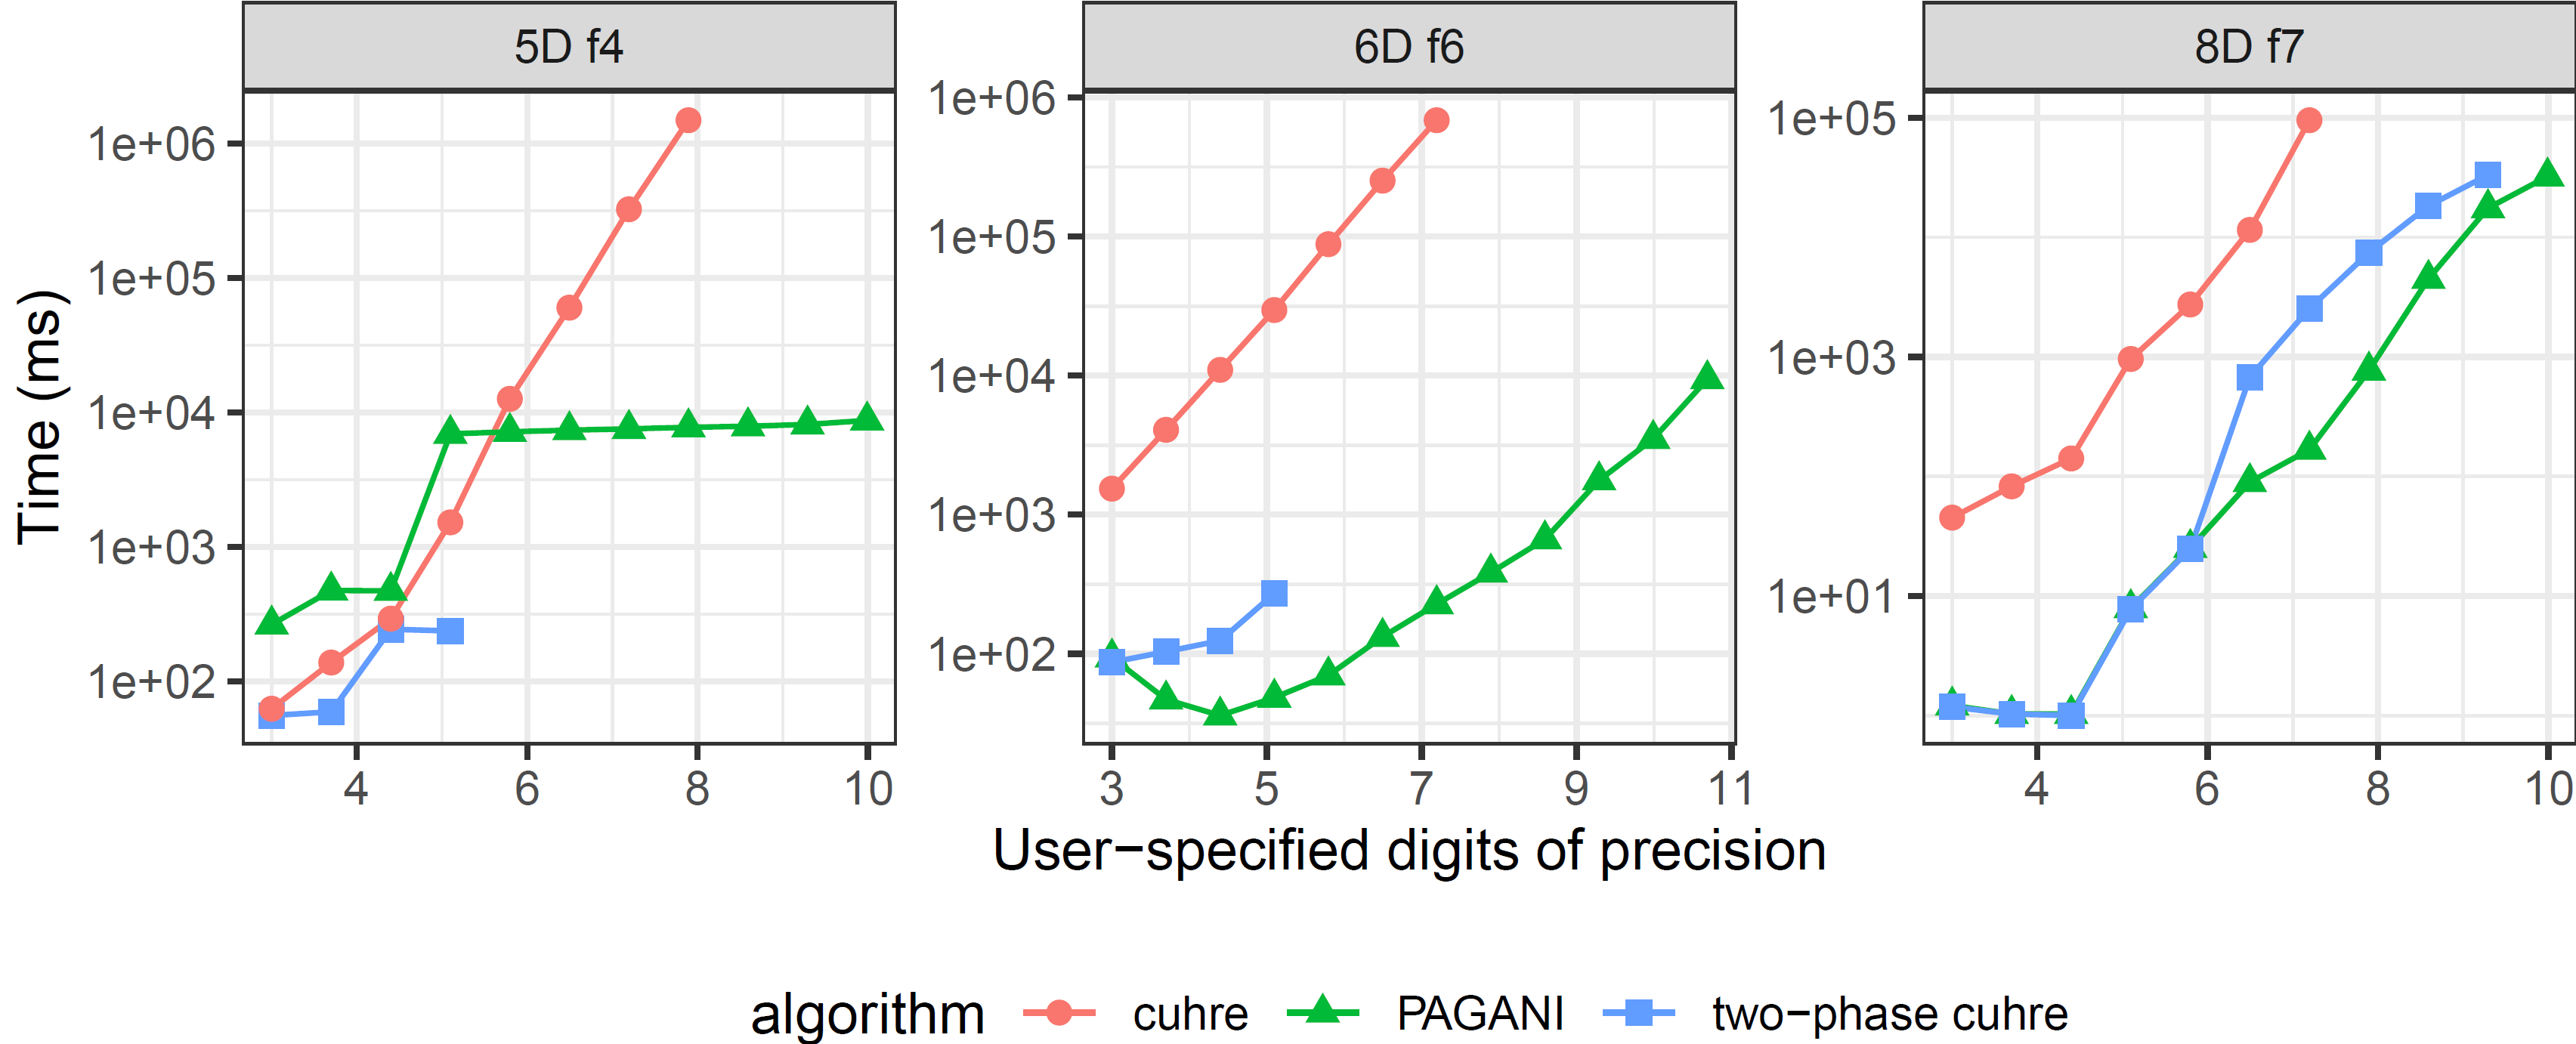 5D f4
6D f6
8D f7
Time (ms)
1e+06
1e+05
1e+04
1e+03
1e+02
4
6
8
10
1e+06
1e+05
1e+04
1e+03
1e+02
3
5
7
9
11
1e+05
1e+03
1e+01
4
6
8
10
User−specified digits of precision
algorithm cuhre PAGANI two−phase cuhre